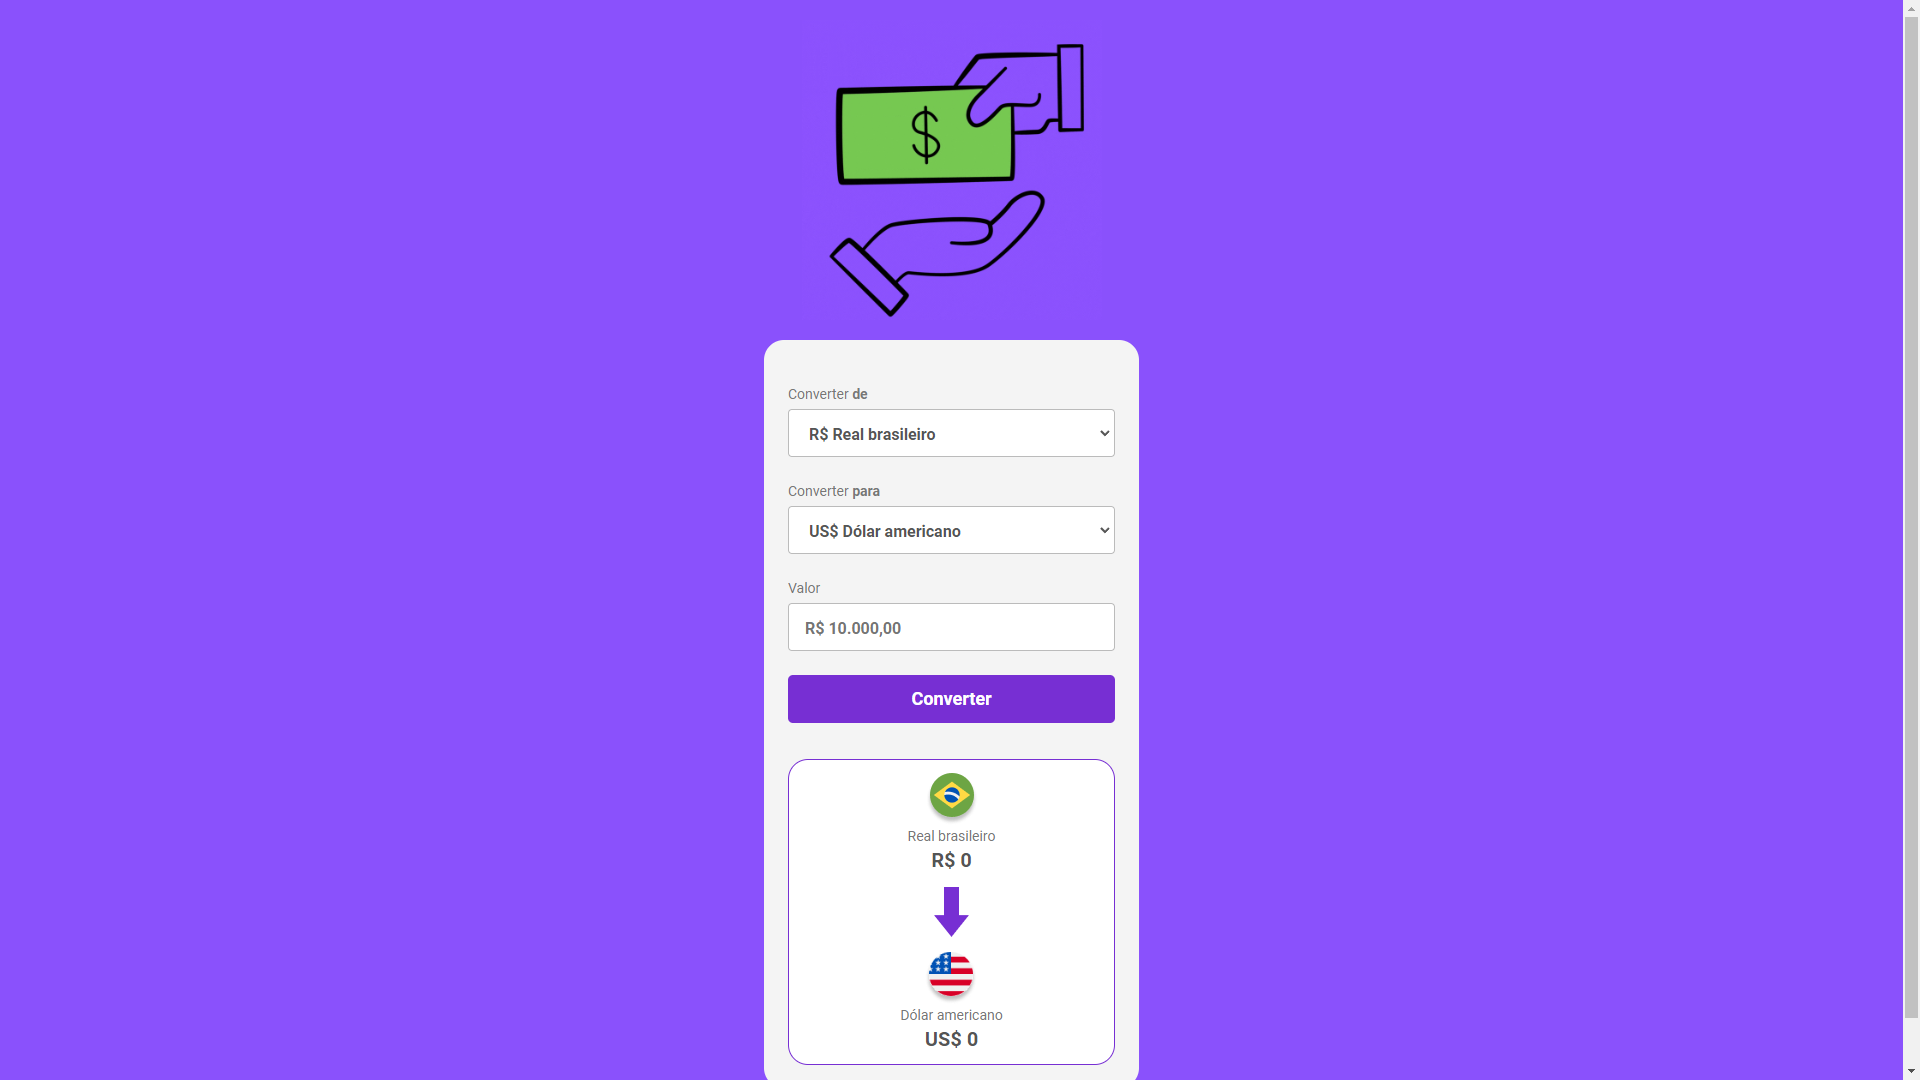 $
Converter de
R$ Real brasileiro
Converter para
US$ Dólar americano
Valor
R$ 10.000,00
Converter
Real brasileiro
R$ 0
Dólar americano
US$ 0